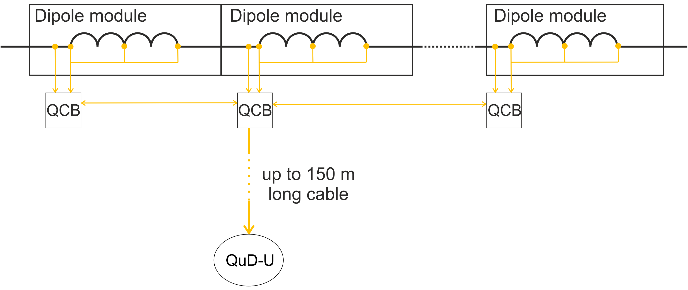 Dipole module
Dipole module
Dipole module
QCB
QCB
QCB
up to 150 m
long cable
QuD-U